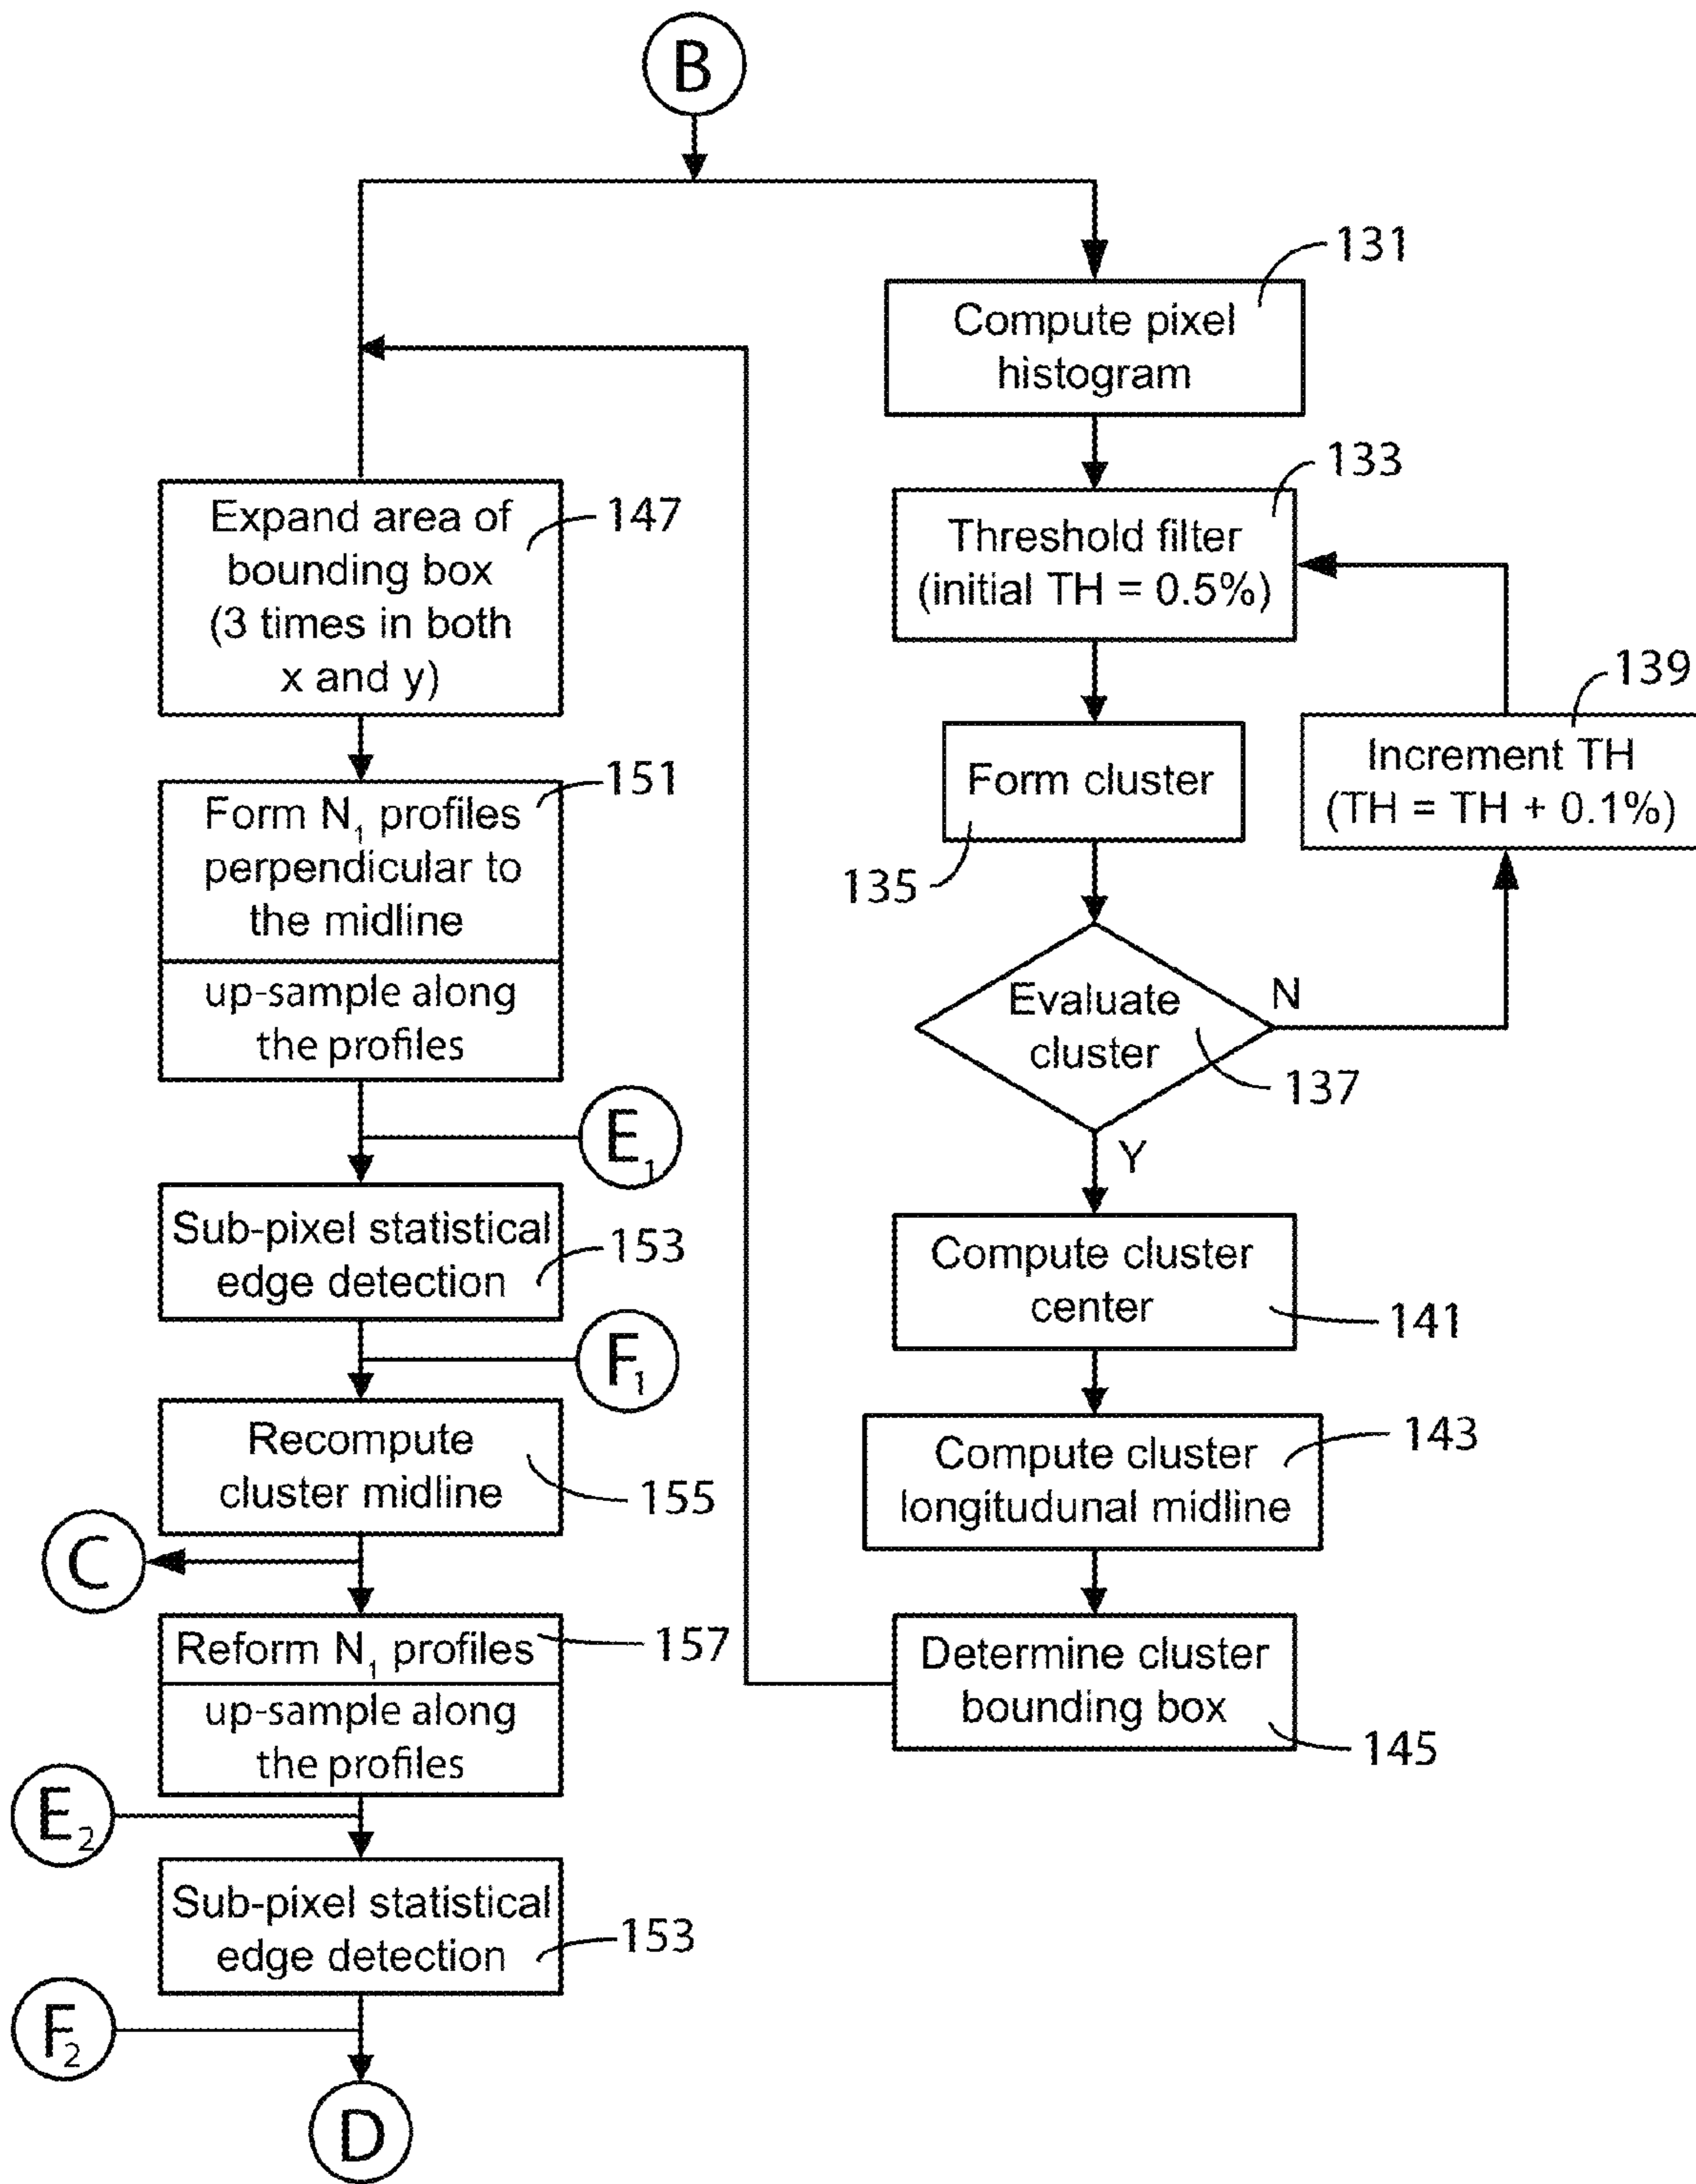 B
131
Compute pixel
histogram
133
Threshold filter
(initial TH = 0.5%)
139
Increment TH
(TH = TH + 0.1%)
Form cluster
135
Evaluate
cluster
N
137
Y
Compute cluster
center
141
Compute cluster
longitudunal midline
143
Determine cluster
bounding box
145
Expand area of
bounding box
(3 times in both
x and y)
147
Form N₁ profiles
perpendicular to
the midline
151
up-sample along
the profiles
E₁
Sub-pixel statistical
edge detection
153
F₁
Recompute
cluster midline
155
C
Reform N₁ profiles
157
up-sample along
the profiles
E₂
Sub-pixel statistical
edge detection
153
F₂
D